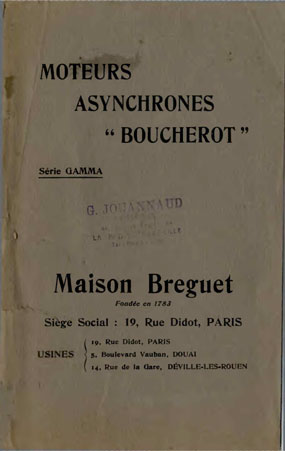 MOTEURS
ASYNCHRONES
“ BOUCHEROT ”
Série GAMMA
G. JOUANNAUD
Maison Breguet
Fondée en 1783
Siège Social : 19, Rue Didot, PARIS
USINES
19, Rue Didot, PARIS
5, Boulevard Vauban, DOUAI
14, Rue de la Gare, DÉVILLE-LES-ROUEN